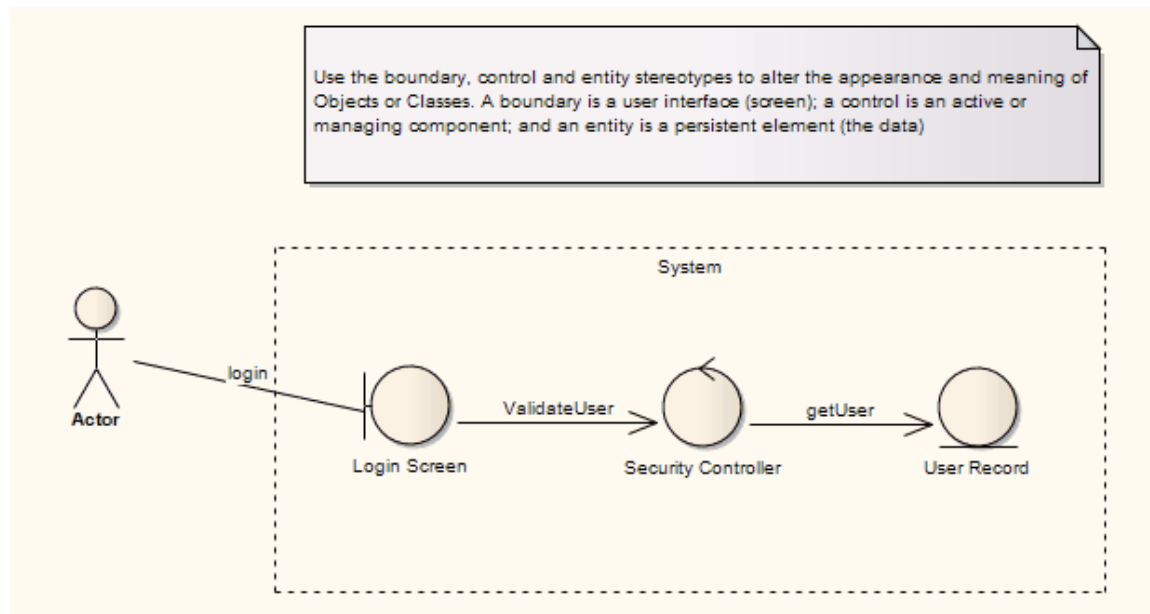 Use the boundary, control and entity stereotypes to alter the appearance and meaning of
Objects or Classes. A boundary is a user interface (screen); a control is an active or
managing component; and an entity is a persistent element (the data)
System
login
ValidateUser
getUser
Actor
Login Screen
Security Controller
User Record